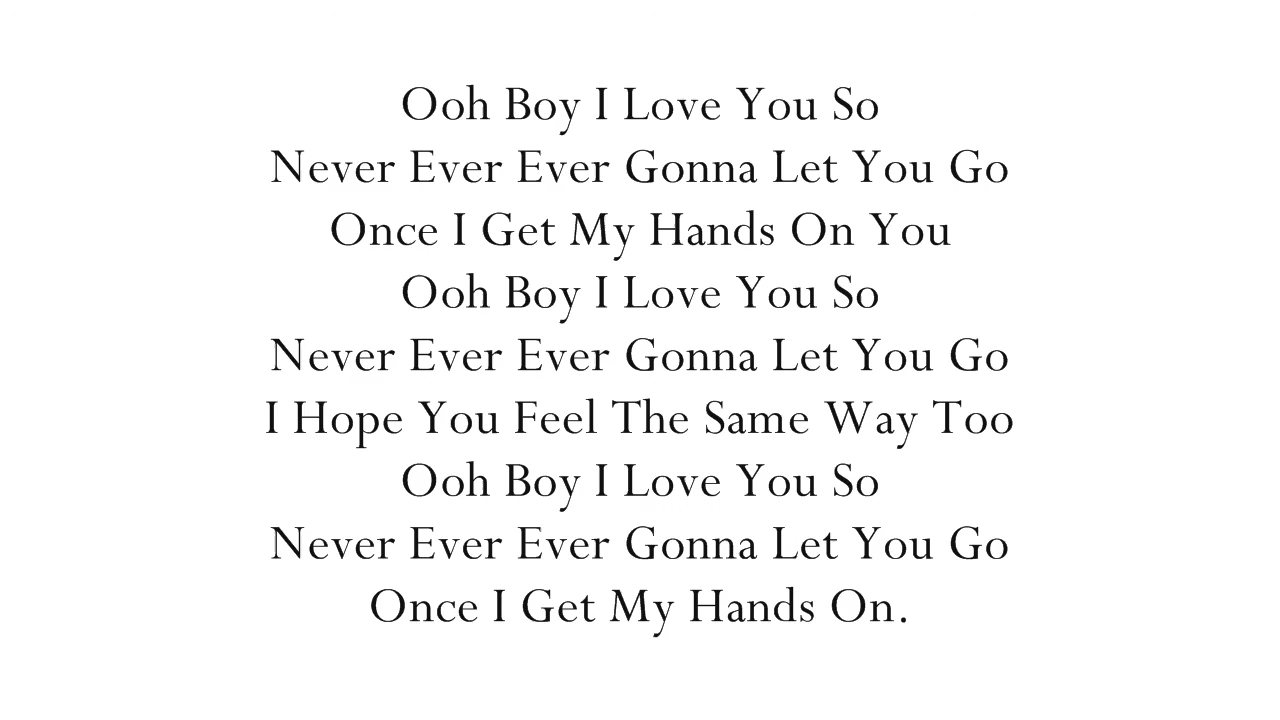 Ooh Boy I Love You So
Never Ever Ever Gonna Let You Go
Once I Get My Hands On You
Ooh Boy I Love You So
Never Ever Ever Gonna Let You Go
I Hope You Feel The Same Way Too
Ooh Boy I Love You So
Never Ever Ever Gonna Let You Go
Once I Get My Hands On.